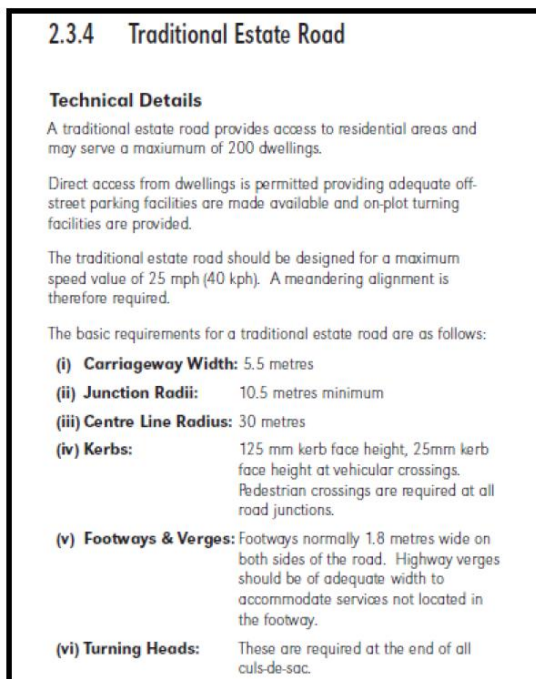 2.3.4 Traditional Estate Road
Technical Details
A traditional estate road provides access to residential areas and
may serve a maxiumum of 200 dwellings.
Direct access from dwellings is permitted providing adequate off-
street parking facilities are made available and on-plot turning
facilities are provided.
The traditional estate road should be designed for a maximum
speed value of 25 mph (40 kph). A meandering alignment is
therefore required.
The basic requirements for a traditional estate road are as follows:
(i) Carriageway Width: 5.5 metres
(ii) Junction Radii: 10.5 metres minimum
(iii) Centre Line Radius: 30 metres
(iv) Kerbs: 125 mm kerb face height, 25mm kerb
face height at vehicular crossings.
Pedestrian crossings are required at all
road junctions.
(v) Footways & Verges: Footways normally 1.8 metres wide on
both sides of the road. Highway verges
should be of adequate width to
accommodate services not located in
the footway.
(vi) Turning Heads: These are required at the end of all
culs-de-sac.